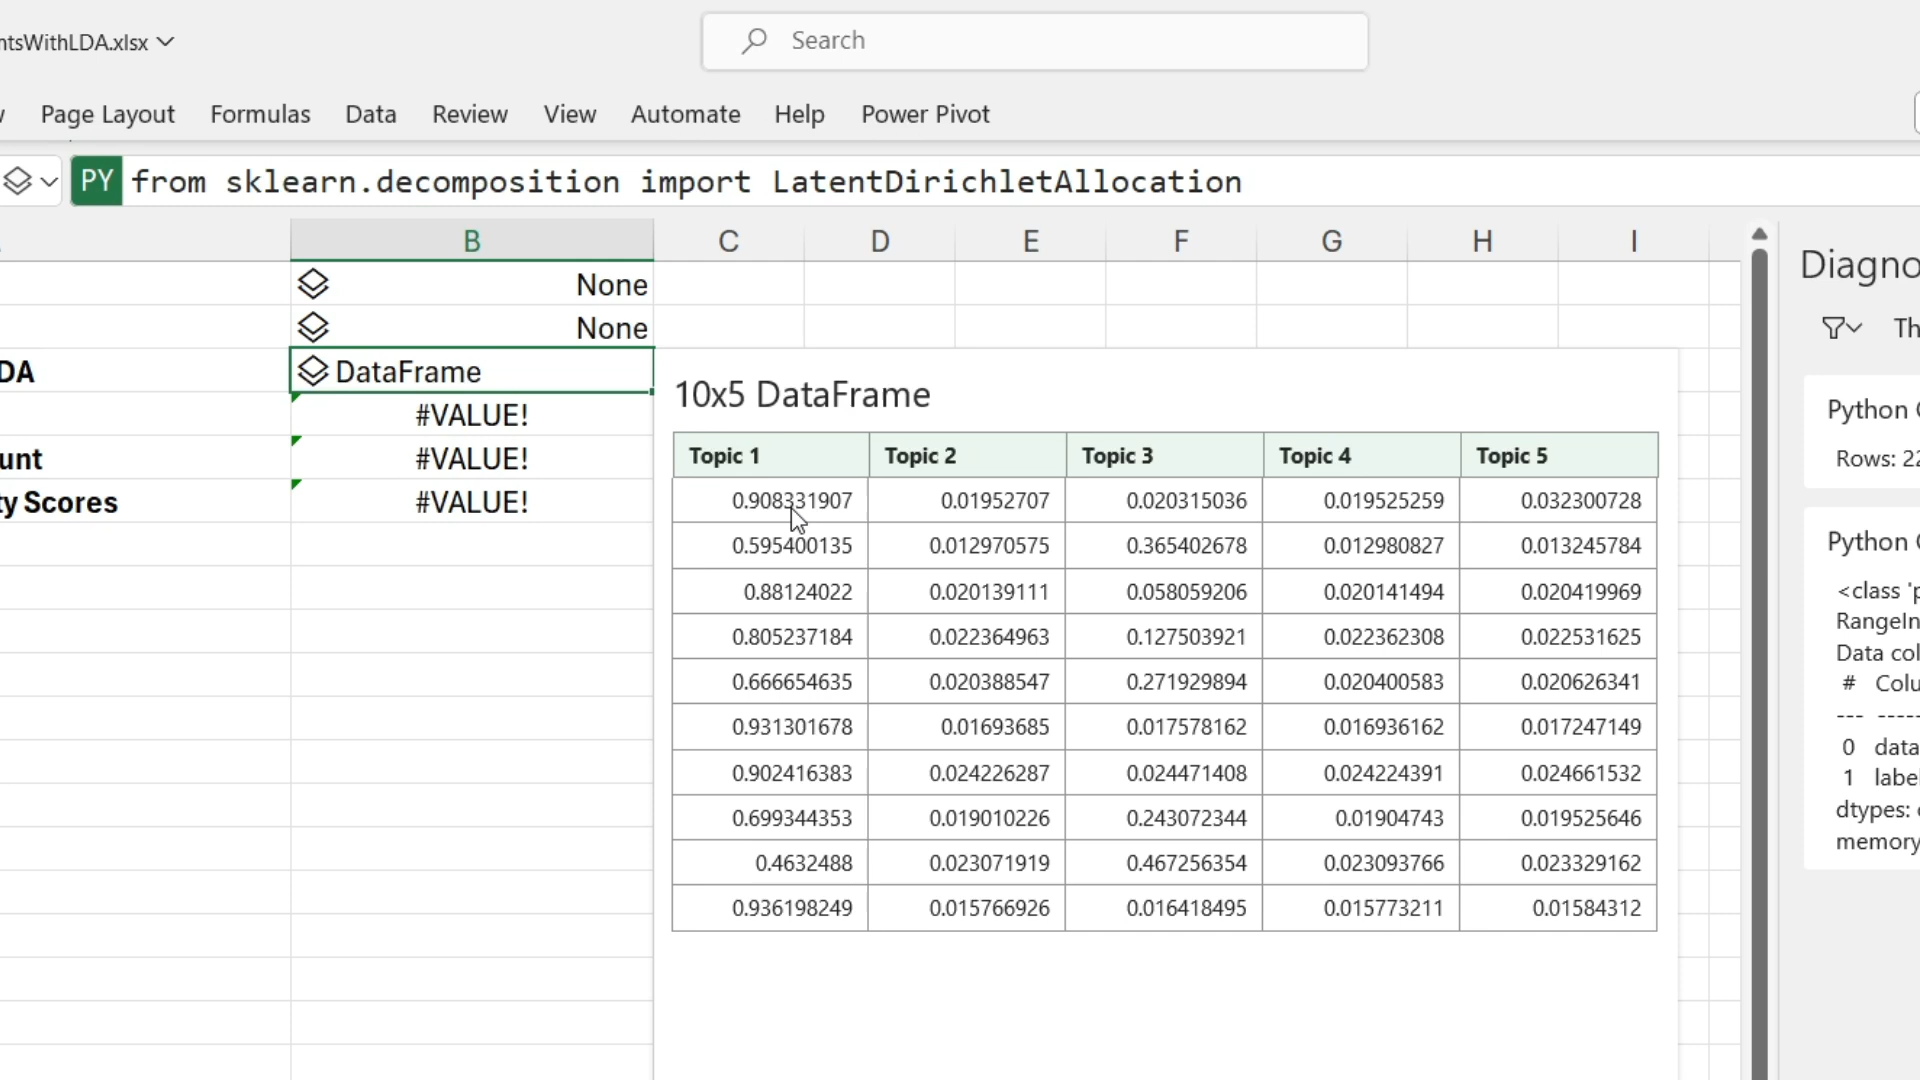 ntsWithLDA.xlsx
Search
Page Layout Formulas Data Review View Automate Help Power Pivot
PY from sklearn.decomposition import LatentDirichletAllocation
B C D E F G H I
None
None
DA DataFrame
#VALUE!
unt #VALUE!
ty Scores #VALUE!
10x5 DataFrame
Topic 1 Topic 2 Topic 3 Topic 4 Topic 5
0.908331907 0.01952707 0.020315036 0.019525259 0.032300728
0.595400135 0.012970575 0.365402678 0.012980827 0.013245784
0.88124022 0.020139111 0.058059206 0.020141494 0.020419969
0.805237184 0.022364963 0.127503921 0.022362308 0.022531625
0.666654635 0.020388547 0.271929894 0.020400583 0.020626341
0.931301678 0.01693685 0.017578162 0.016936162 0.017247149
0.902416383 0.024226287 0.024471408 0.024224391 0.024661532
0.699344353 0.019010226 0.243072344 0.01904743 0.019525646
0.4632488 0.023071919 0.467256354 0.023093766 0.023329162
0.936198249 0.015766926 0.016418495 0.015773211 0.01584312
Diagno
Th
Python
Rows: 22
Python
<class 'p
RangeIn
Data col
# Colu
--- -----
0 data
1 label
dtypes:
memory